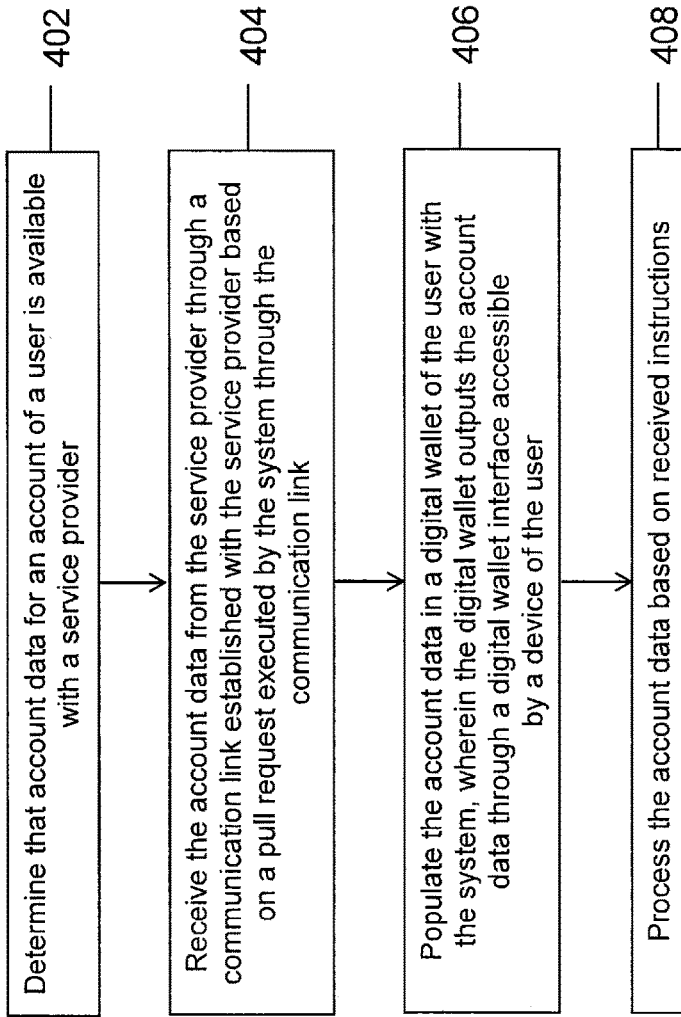 Determine that account data for an account of a user is available
with a service provider
402
Receive the account data from the service provider through a
communication link established with the service provider based
on a pull request executed by the system through the
communication link
404
Populate the account data in a digital wallet of the user with
the system, wherein the digital wallet outputs the account
data through a digital wallet interface accessible
by a device of the user
406
Process the account data based on received instructions
408